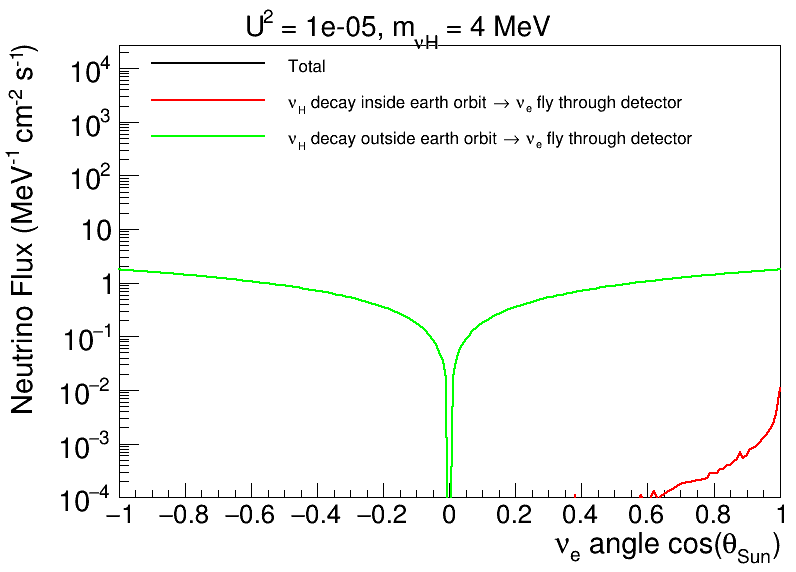 U² = 1e-05, m_νH = 4 MeV
Total
ν_H decay inside earth orbit → ν_e fly through detector
ν_H decay outside earth orbit → ν_e fly through detector
Neutrino Flux (MeV⁻¹ cm⁻² s⁻¹)
10⁴
10³
10²
10
1
10⁻¹
10⁻²
10⁻³
10⁻⁴
−1 −0.8 −0.6 −0.4 −0.2 0 0.2 0.4 0.6 0.8 1
ν_e angle cos(θ_Sun)